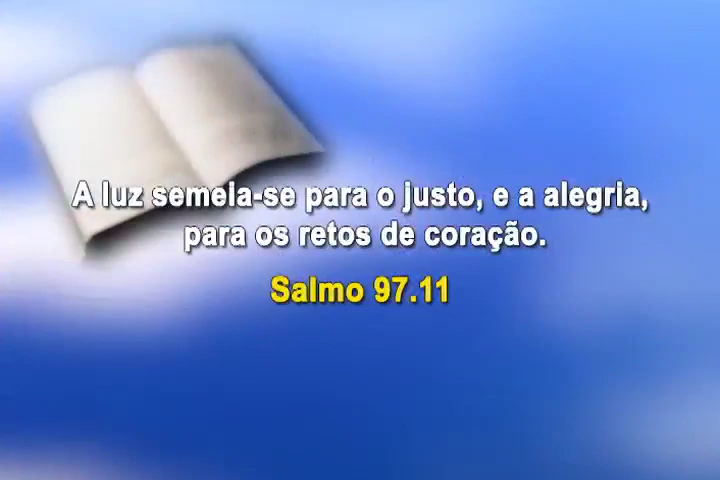 A luz semeia-se para o justo, e a alegria,
para os retos de coração.
Salmo 97.11